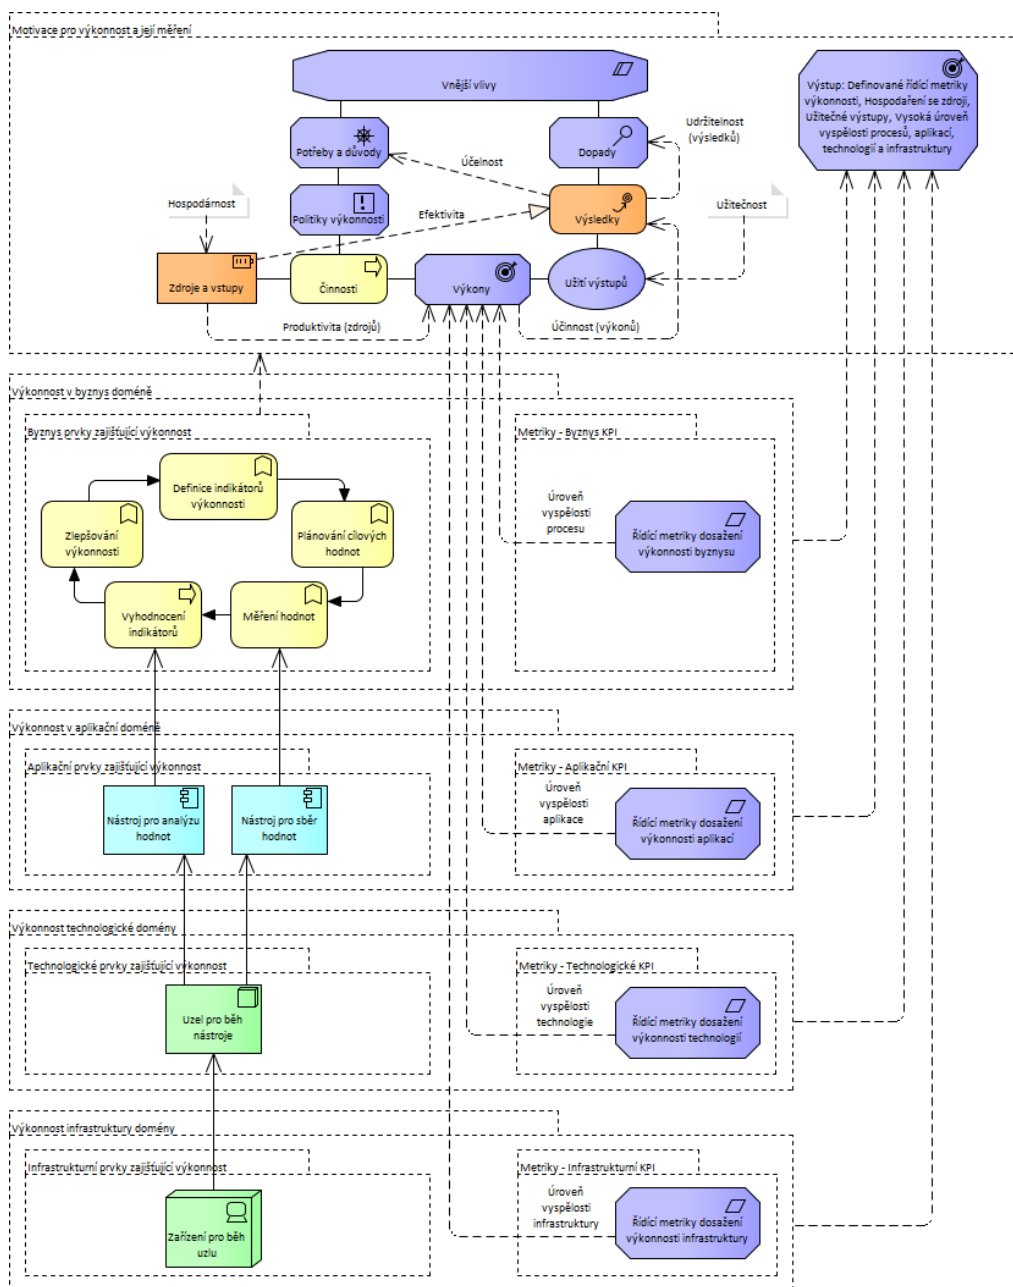 Motivace pro výkonnost a její měření
Vnější vlivy
Výstup: Definované řídící metriky
výkonnosti, Hospodaření se zdroji,
Užitečné výstupy, Vysoká úroveň
vyspělosti procesů, aplikací,
technologií a infrastruktury
Potřeby a důvody
Dopady
Udržitelnost
(výsledků)
Účelnost
Hospodárnost
Politiky výkonnosti
Efektivita
Výsledky
Užitečnost
Zdroje a vstupy
Činnosti
Výkony
Užití výstupů
Produktivita (zdrojů)
Účinnost (výkonů)
Výkonnost v byznys doméně
Byznys prvky zajišťující výkonnost
Metriky - Byznys KPI
Definice indikátorů
výkonnosti
Zlepšování
výkonnosti
Plánování cílových
hodnot
Vyhodnocení
indikátorů
Měření hodnot
Úroveň
vyspělosti
procesu
Řídící metriky dosažení
výkonnosti byznysu
Výkonnost v aplikační doméně
Aplikační prvky zajišťující výkonnost
Metriky - Aplikační KPI
Nástroj pro analýzu
hodnot
Nástroj pro sběr
hodnot
Úroveň
vyspělosti
aplikace
Řídící metriky dosažení
výkonnosti aplikací
Výkonnost technologické domény
Technologické prvky zajišťující výkonnost
Metriky - Technologické KPI
Uzel pro běh
nástroje
Úroveň
vyspělosti
technologie
Řídící metriky dosažení
výkonnosti technologií
Výkonnost infrastruktury domény
Infrastrukturní prvky zajišťující výkonnost
Metriky - Infrastrukturní KPI
Zařízení pro běh
uzlu
Úroveň
vyspělosti
infrastruktury
Řídící metriky dosažení
výkonnosti infrastruktury